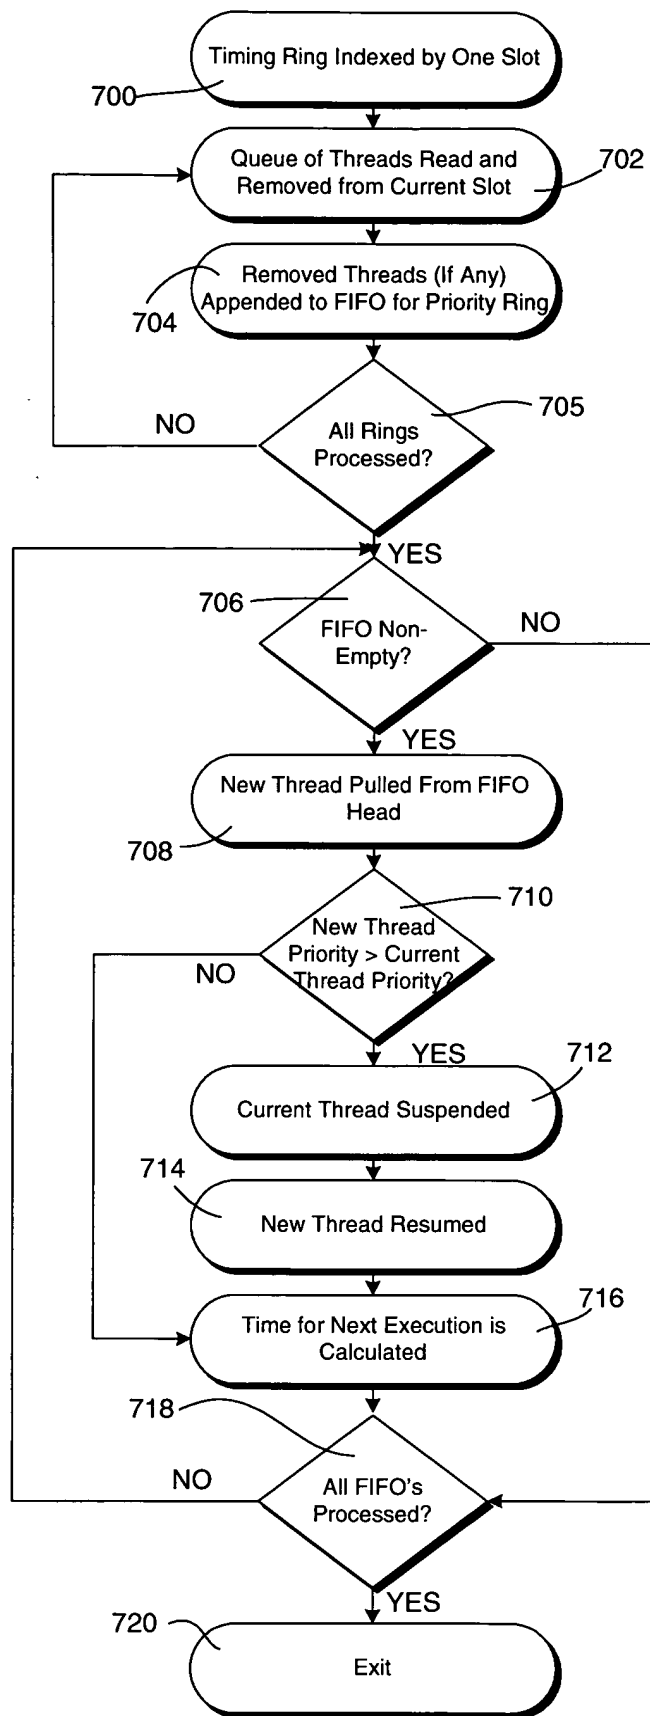 Timing Ring Indexed by One Slot
700
Queue of Threads Read and
Removed from Current Slot
702
Removed Threads (If Any)
Appended to FIFO for Priority Ring
704
705
NO
All Rings
Processed?
YES
706
NO
FIFO Non-
Empty?
YES
New Thread Pulled From FIFO
Head
708
710
New Thread
Priority > Current
Thread Priority?
NO
YES
712
Current Thread Suspended
714
New Thread Resumed
716
Time for Next Execution is
Calculated
718
NO
All FIFO's
Processed?
YES
720
Exit